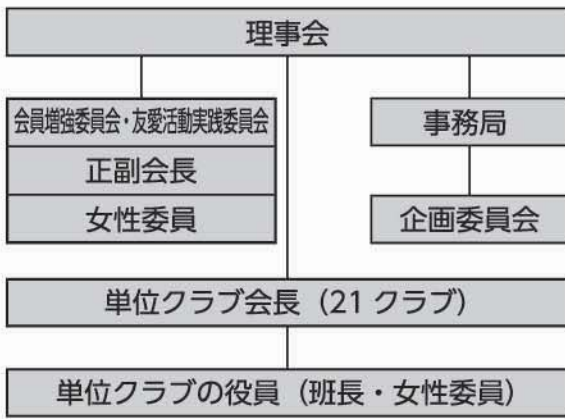 理事会
会員増強委員会・友愛活動実践委員会
正副会長
女性委員
事務局
企画委員会
単位クラブ会長（21 クラブ）
単位クラブの役員（班長・女性委員）